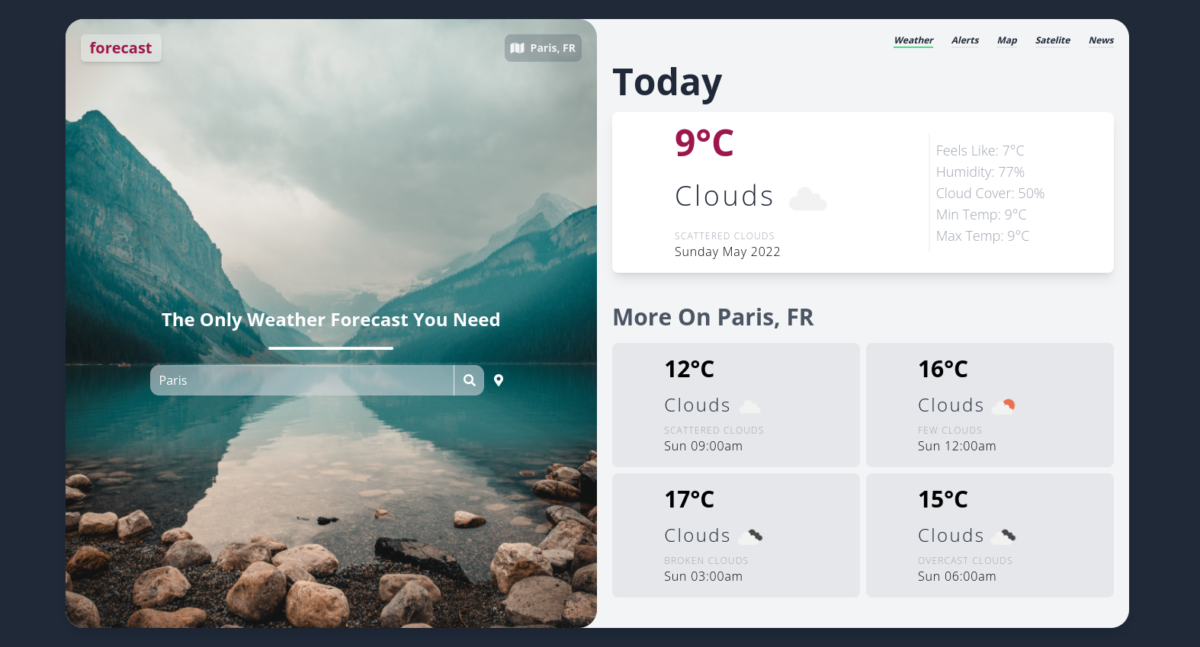 forecast
Paris, FR
The Only Weather Forecast You Need
Paris
Weather Alerts Map Satelite News
Today
9°C
Clouds
SCATTERED CLOUDS
Sunday May 2022
Feels Like: 7°C
Humidity: 77%
Cloud Cover: 50%
Min Temp: 9°C
Max Temp: 9°C
More On Paris, FR
12°C
Clouds
SCATTERED CLOUDS
Sun 09:00am
16°C
Clouds
FEW CLOUDS
Sun 12:00am
17°C
Clouds
BROKEN CLOUDS
Sun 03:00am
15°C
Clouds
OVERCAST CLOUDS
Sun 06:00am